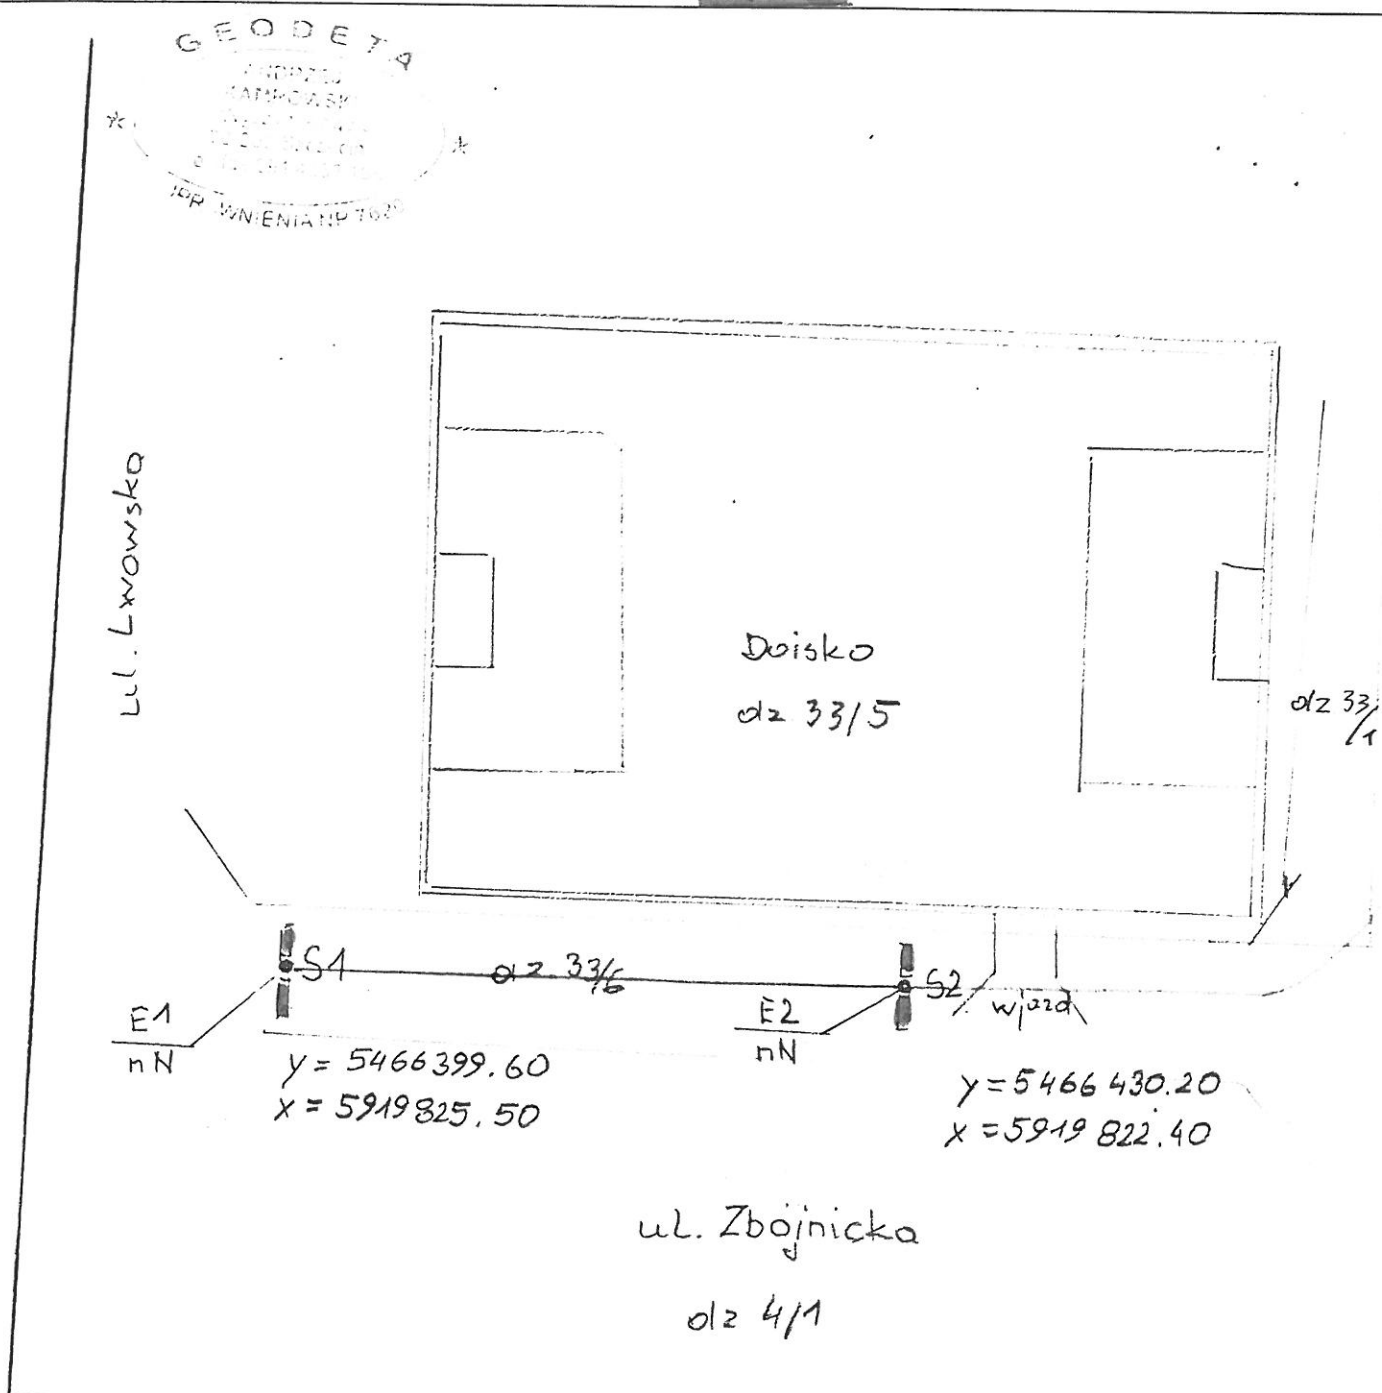 GEODETA
ul. Lwowska
Boisko
dz 33/5
dz 33/1
S1
dz 33/6
S2
wjazd
E1
nN
E2
nN
y = 5466399.60
x = 5919825.50
y = 5466430.20
x = 5919822.40
ul. Zbójnicka
dz 4/1